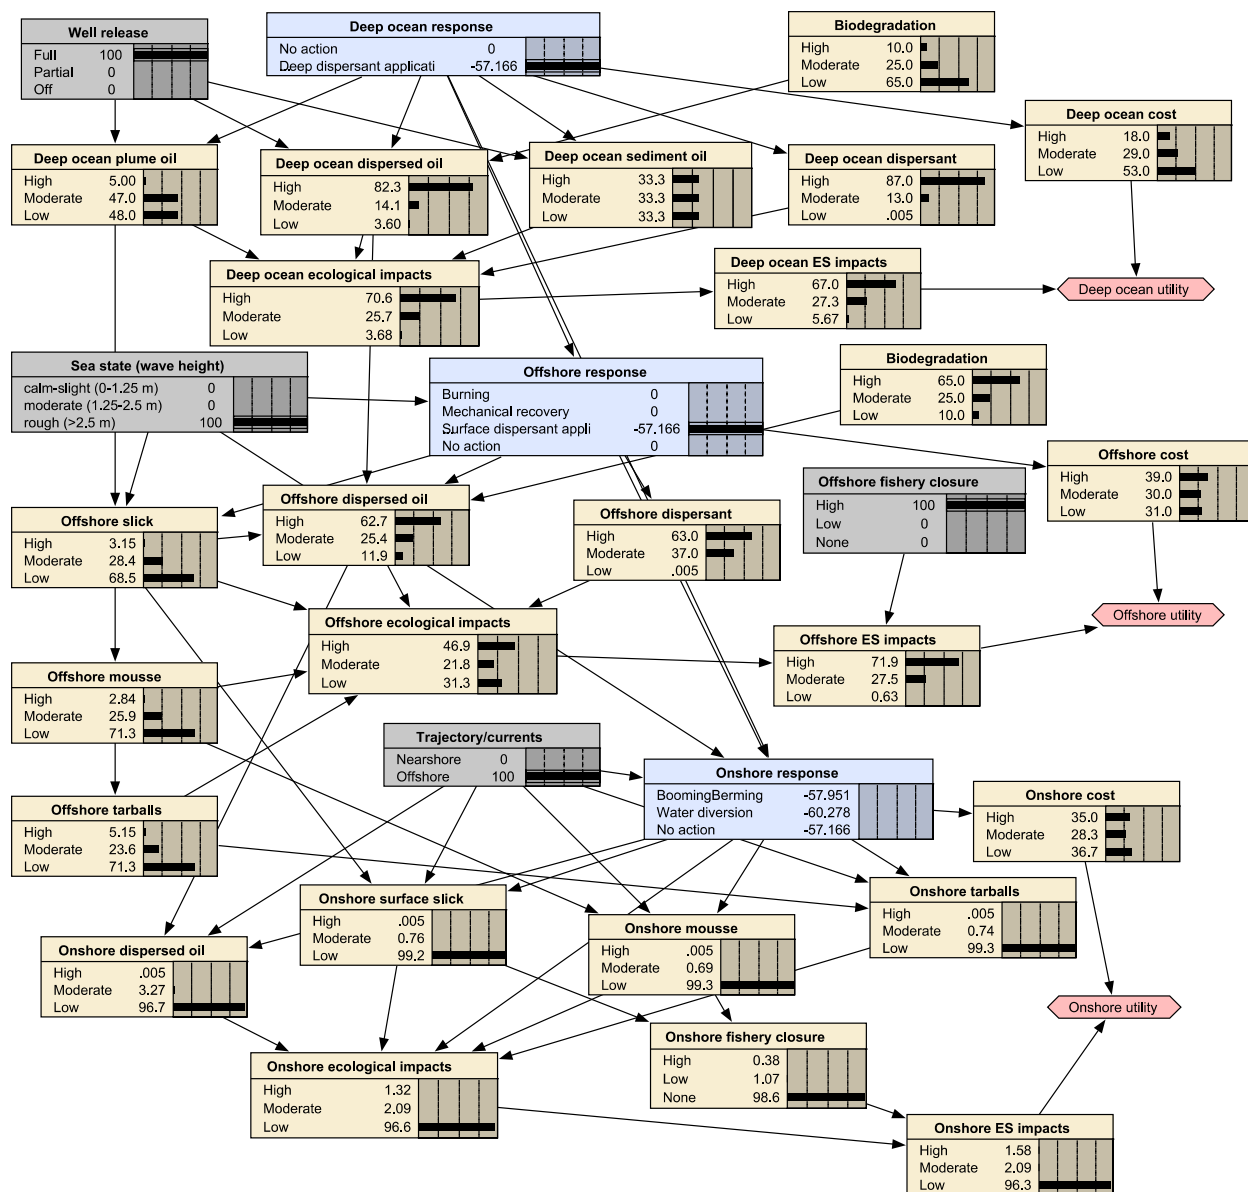 Well release
Full 100
Partial 0
Off 0
Deep ocean response
No action 0
Deep dispersant applicati -57.166
Biodegradation
High 10.0
Moderate 25.0
Low 65.0
Deep ocean cost
High 18.0
Moderate 29.0
Low 53.0
Deep ocean plume oil
High 5.00
Moderate 47.0
Low 48.0
Deep ocean dispersed oil
High 82.3
Moderate 14.1
Low 3.60
Deep ocean sediment oil
High 33.3
Moderate 33.3
Low 33.3
Deep ocean dispersant
High 87.0
Moderate 13.0
Low .005
Deep ocean ecological impacts
High 70.6
Moderate 25.7
Low 3.68
Deep ocean ES impacts
High 67.0
Moderate 27.3
Low 5.67
Deep ocean utility
Sea state (wave height)
calm-slight (0-1.25 m) 0
moderate (1.25-2.5 m) 0
rough (>2.5 m) 100
Offshore response
Burning 0
Mechanical recovery 0
Surface dispersant appli -57.166
No action 0
Biodegradation
High 65.0
Moderate 25.0
Low 10.0
Offshore cost
High 39.0
Moderate 30.0
Low 31.0
Offshore fishery closure
High 100
Low 0
None 0
Offshore slick
High 3.15
Moderate 28.4
Low 68.5
Offshore dispersed oil
High 62.7
Moderate 25.4
Low 11.9
Offshore dispersant
High 63.0
Moderate 37.0
Low .005
Offshore utility
Offshore ecological impacts
High 46.9
Moderate 21.8
Low 31.3
Offshore ES impacts
High 71.9
Moderate 27.5
Low 0.63
Offshore mousse
High 2.84
Moderate 25.9
Low 71.3
Trajectory/currents
Nearshore 0
Offshore 100
Onshore response
BoomingBerming -57.951
Water diversion -60.278
No action -57.166
Onshore cost
High 35.0
Moderate 28.3
Low 36.7
Offshore tarballs
High 5.15
Moderate 23.6
Low 71.3
Onshore surface slick
High .005
Moderate 0.76
Low 99.2
Onshore tarballs
High .005
Moderate 0.74
Low 99.3
Onshore mousse
High .005
Moderate 0.69
Low 99.3
Onshore dispersed oil
High .005
Moderate 3.27
Low 96.7
Onshore utility
Onshore fishery closure
High 0.38
Low 1.07
None 98.6
Onshore ecological impacts
High 1.32
Moderate 2.09
Low 96.6
Onshore ES impacts
High 1.58
Moderate 2.09
Low 96.3